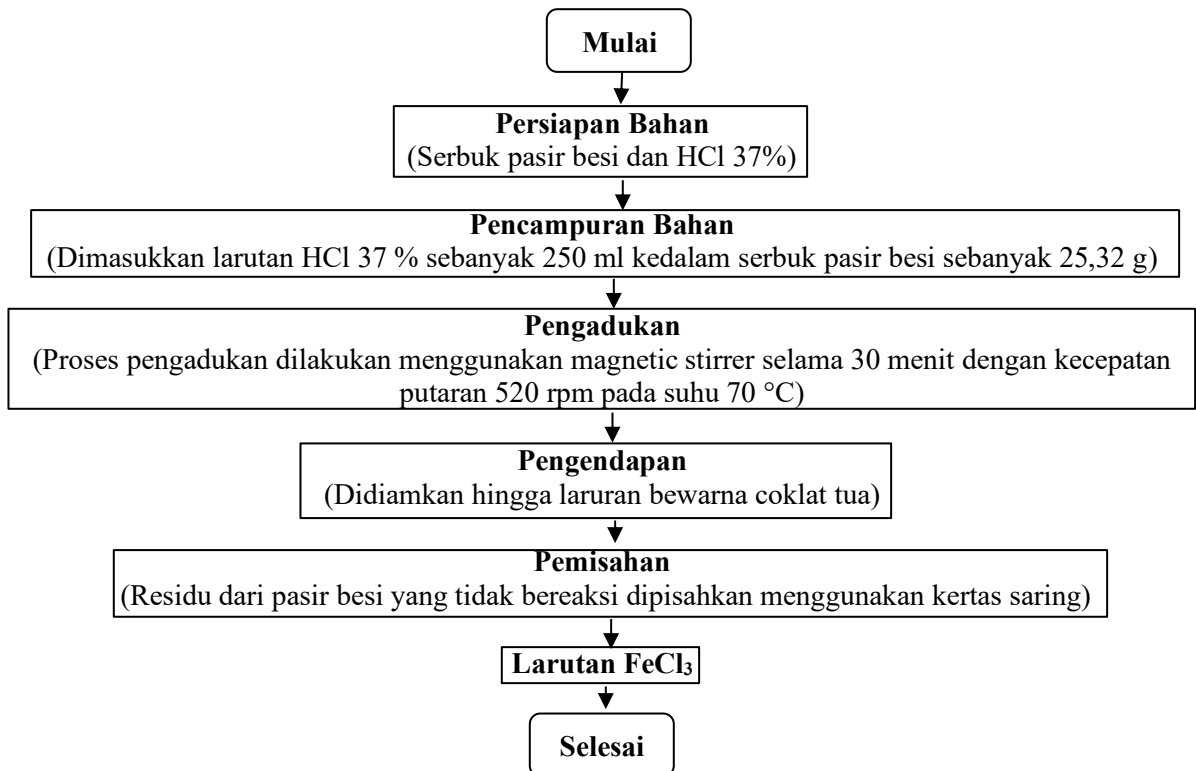 Mulai
Persiapan Bahan
(Serbuk pasir besi dan HCl 37%)
Pencampuran Bahan
(Dimasukkan larutan HCl 37 % sebanyak 250 ml kedalam serbuk pasir besi sebanyak 25,32 g)
Pengadukan
(Proses pengadukan dilakukan menggunakan magnetic stirrer selama 30 menit dengan kecepatan
putaran 520 rpm pada suhu 70 °C)
Pengendapan
(Didiamkan hingga laruran bewarna coklat tua)
Pemisahan
(Residu dari pasir besi yang tidak bereaksi dipisahkan menggunakan kertas saring)
Larutan FeCl₃
Selesai